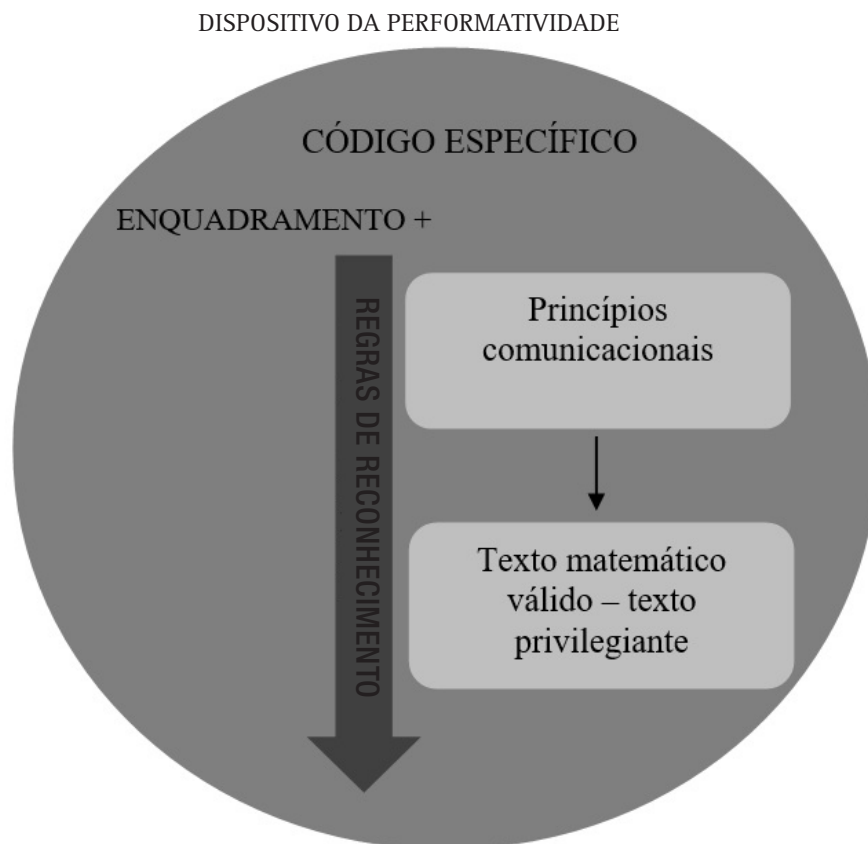 DISPOSITIVO DA PERFORMATIVIDADE
CÓDIGO ESPECÍFICO
ENQUADRAMENTO +
REGRAS DE RECONHECIMENTO
Princípios
comunicacionais
Texto matemático
válido – texto
privilegiante